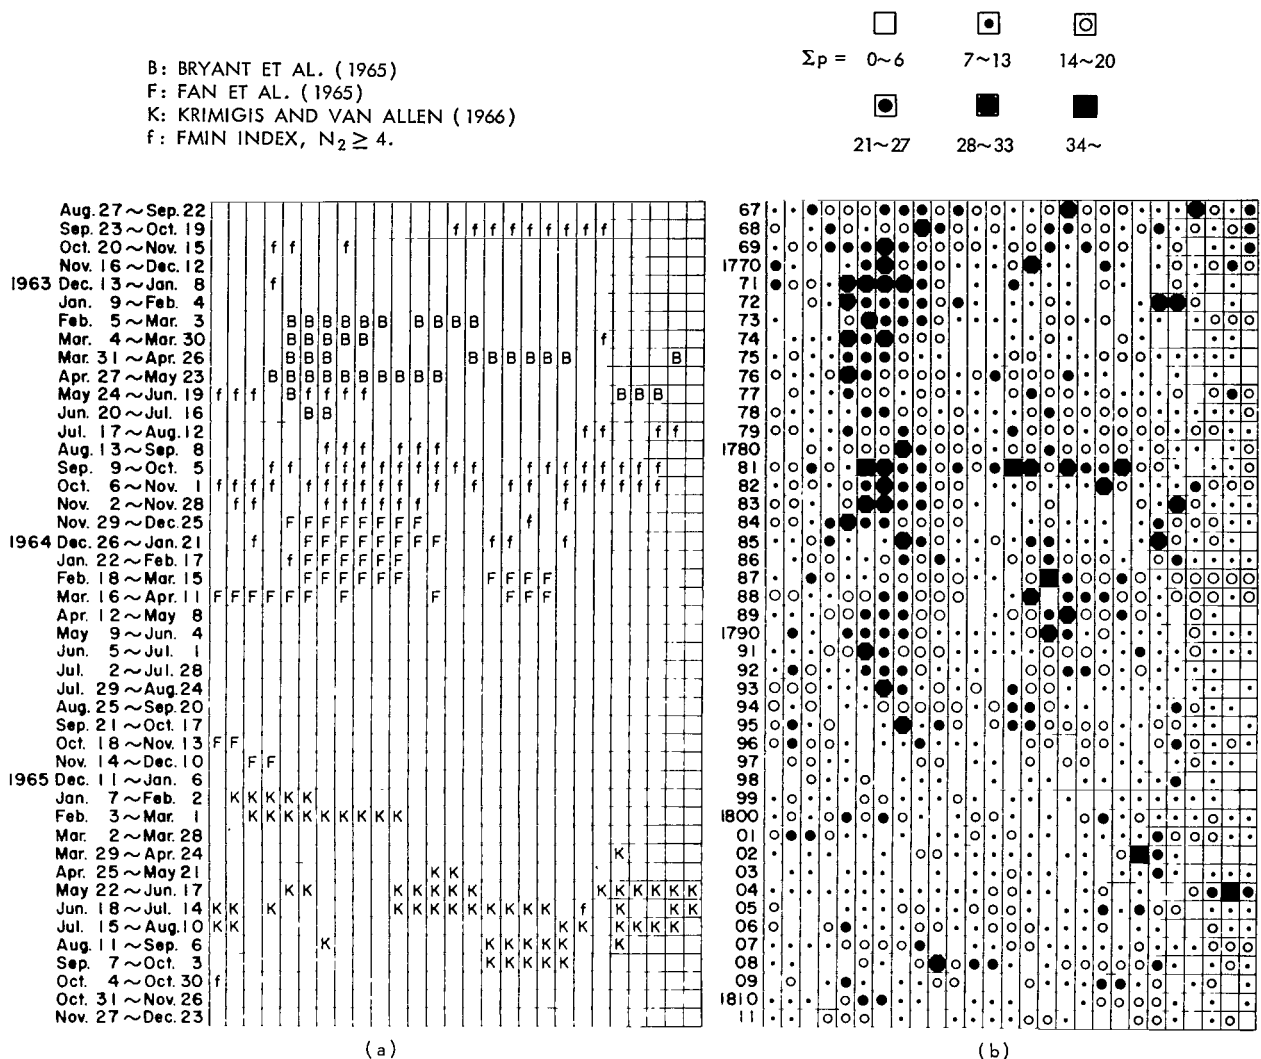 B: BRYANT ET AL. (1965)
F: FAN ET AL. (1965)
K: KRIMIGIS AND VAN ALLEN (1966)
f: FMIN INDEX, N₂ ≥ 4.
Σp = 0~6 7~13 14~20
21~27 28~33 34~
Aug. 27 ~ Sep. 22
Sep. 23 ~ Oct. 19 f f f f f f f f f
Oct. 20 ~ Nov. 15 f f f
Nov. 16 ~ Dec. 12
1963 Dec. 13 ~ Jan. 8 f
Jan. 9 ~ Feb. 4
Feb. 5 ~ Mar. 3 B B B B B B B B B B
Mar. 4 ~ Mar. 30 B B B B B f
Mar. 31 ~ Apr. 26 B B B B B B B B B B
Apr. 27 ~ May 23 B B B B B B B B B B
May 24 ~ Jun. 19 f f f B f f f f B B B
Jun. 20 ~ Jul. 16 B B
Jul. 17 ~ Aug. 12 f f f f
Aug. 13 ~ Sep. 8 f f f f f f
Sep. 9 ~ Oct. 5 f f f f f f f f f f f f f f f f f f f
Oct. 6 ~ Nov. 1 f f f f f f f f f f f f f f f f f f f f f
Nov. 2 ~ Nov. 28 f f f f f f f f f
Nov. 29 ~ Dec. 25 F F F F F F F F f
1964 Dec. 26 ~ Jan. 21 f F F F F F F F F f f f
Jan. 22 ~ Feb. 17 f F F F F F F
Feb. 18 ~ Mar. 15 F F F F F F F F F F
Mar. 16 ~ Apr. 11 F F F F F F F F F F F
Apr. 12 ~ May 8
May 9 ~ Jun. 4
Jun. 5 ~ Jul. 1
Jul. 2 ~ Jul. 28
Jul. 29 ~ Aug. 24
Aug. 25 ~ Sep. 20
Sep. 21 ~ Oct. 17
Oct. 18 ~ Nov. 13 F F
Nov. 14 ~ Dec. 10 F F
1965 Dec. 11 ~ Jan. 6
Jan. 7 ~ Feb. 2 K K K K K
Feb. 3 ~ Mar. 1 K K K K K K K K K
Mar. 2 ~ Mar. 28
Mar. 29 ~ Apr. 24 K
Apr. 25 ~ May 21 K K
May 22 ~ Jun. 17 K K K K K K K K K K K K K
Jun. 18 ~ Jul. 14 K K K K K K K K K K K K f K K K
Jul. 15 ~ Aug. 10 K K K K K K K K
Aug. 11 ~ Sep. 6 K K K K K K K
Sep. 7 ~ Oct. 3 K K K K K
Oct. 4 ~ Oct. 30 f
Oct. 31 ~ Nov. 26
Nov. 27 ~ Dec. 23
(a)
67
68
69
1770
71
72
73
74
75
76
77
78
79
1780
81
82
83
84
85
86
87
88
89
1790
91
92
93
94
95
96
97
98
99
1800
01
02
03
04
05
06
07
08
09
1810
11
(b)